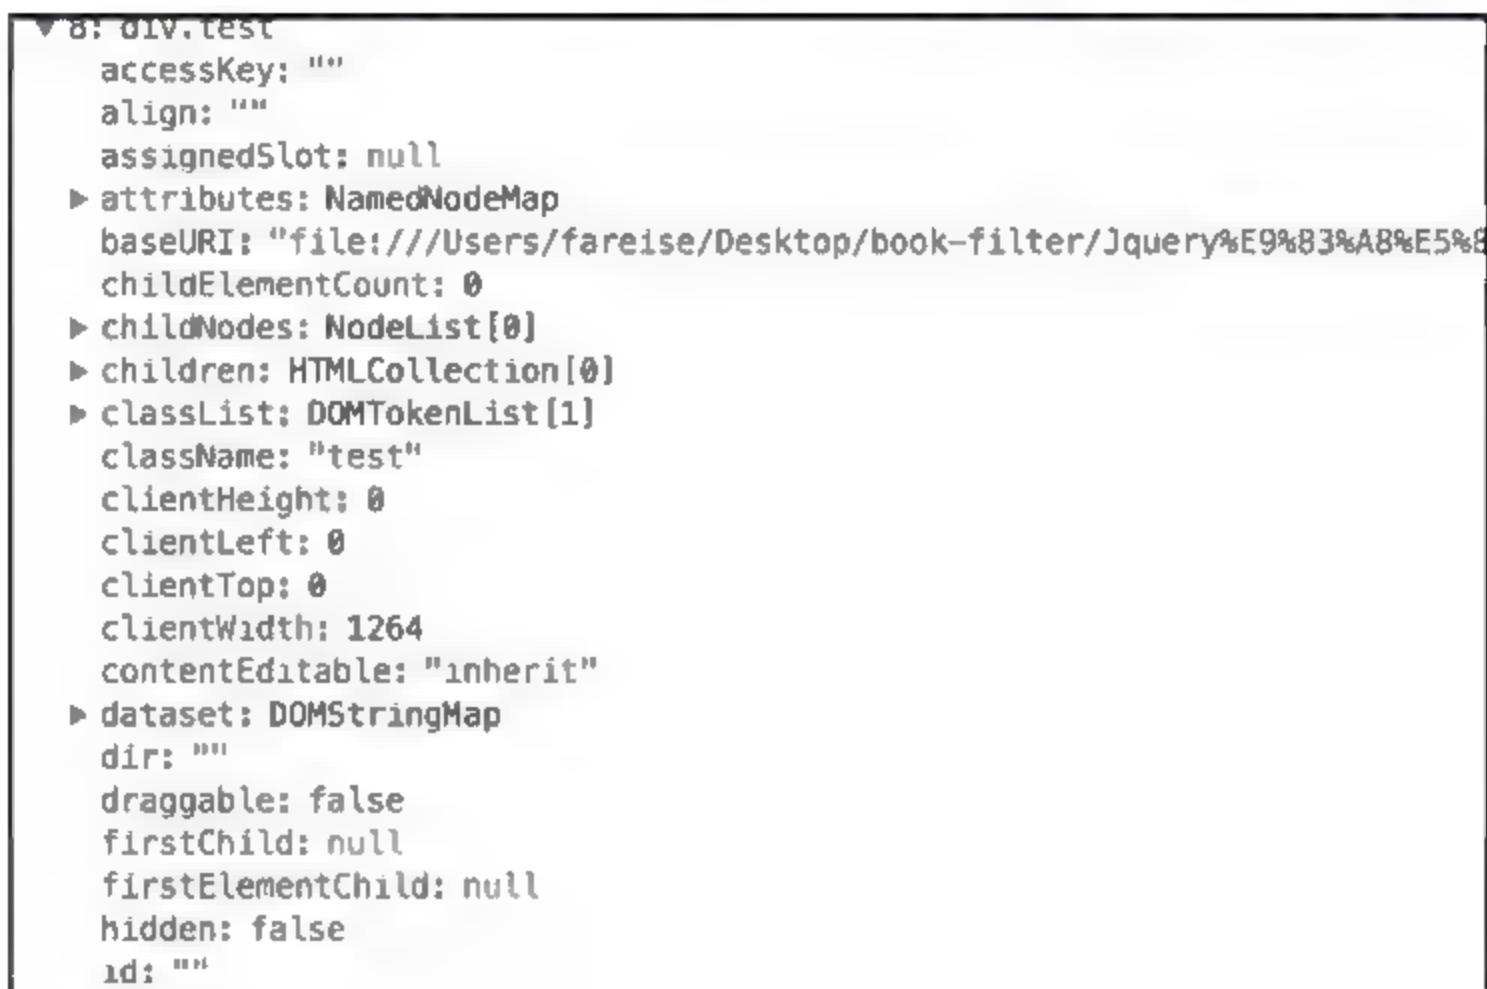 ▼ 8: div.test
accessKey: ""
align: ""
assignedSlot: null
▶ attributes: NamedNodeMap
baseURI: "file:///Users/fareise/Desktop/book-filter/Jquery%E9%83%A8%E5%8
childElementCount: 0
▶ childNodes: NodeList[0]
▶ children: HTMLCollection[0]
▶ classList: DOMTokenList[1]
className: "test"
clientHeight: 0
clientLeft: 0
clientTop: 0
clientWidth: 1264
contentEditable: "inherit"
▶ dataset: DOMStringMap
dir: ""
draggable: false
firstChild: null
firstElementChild: null
hidden: false
id: ""